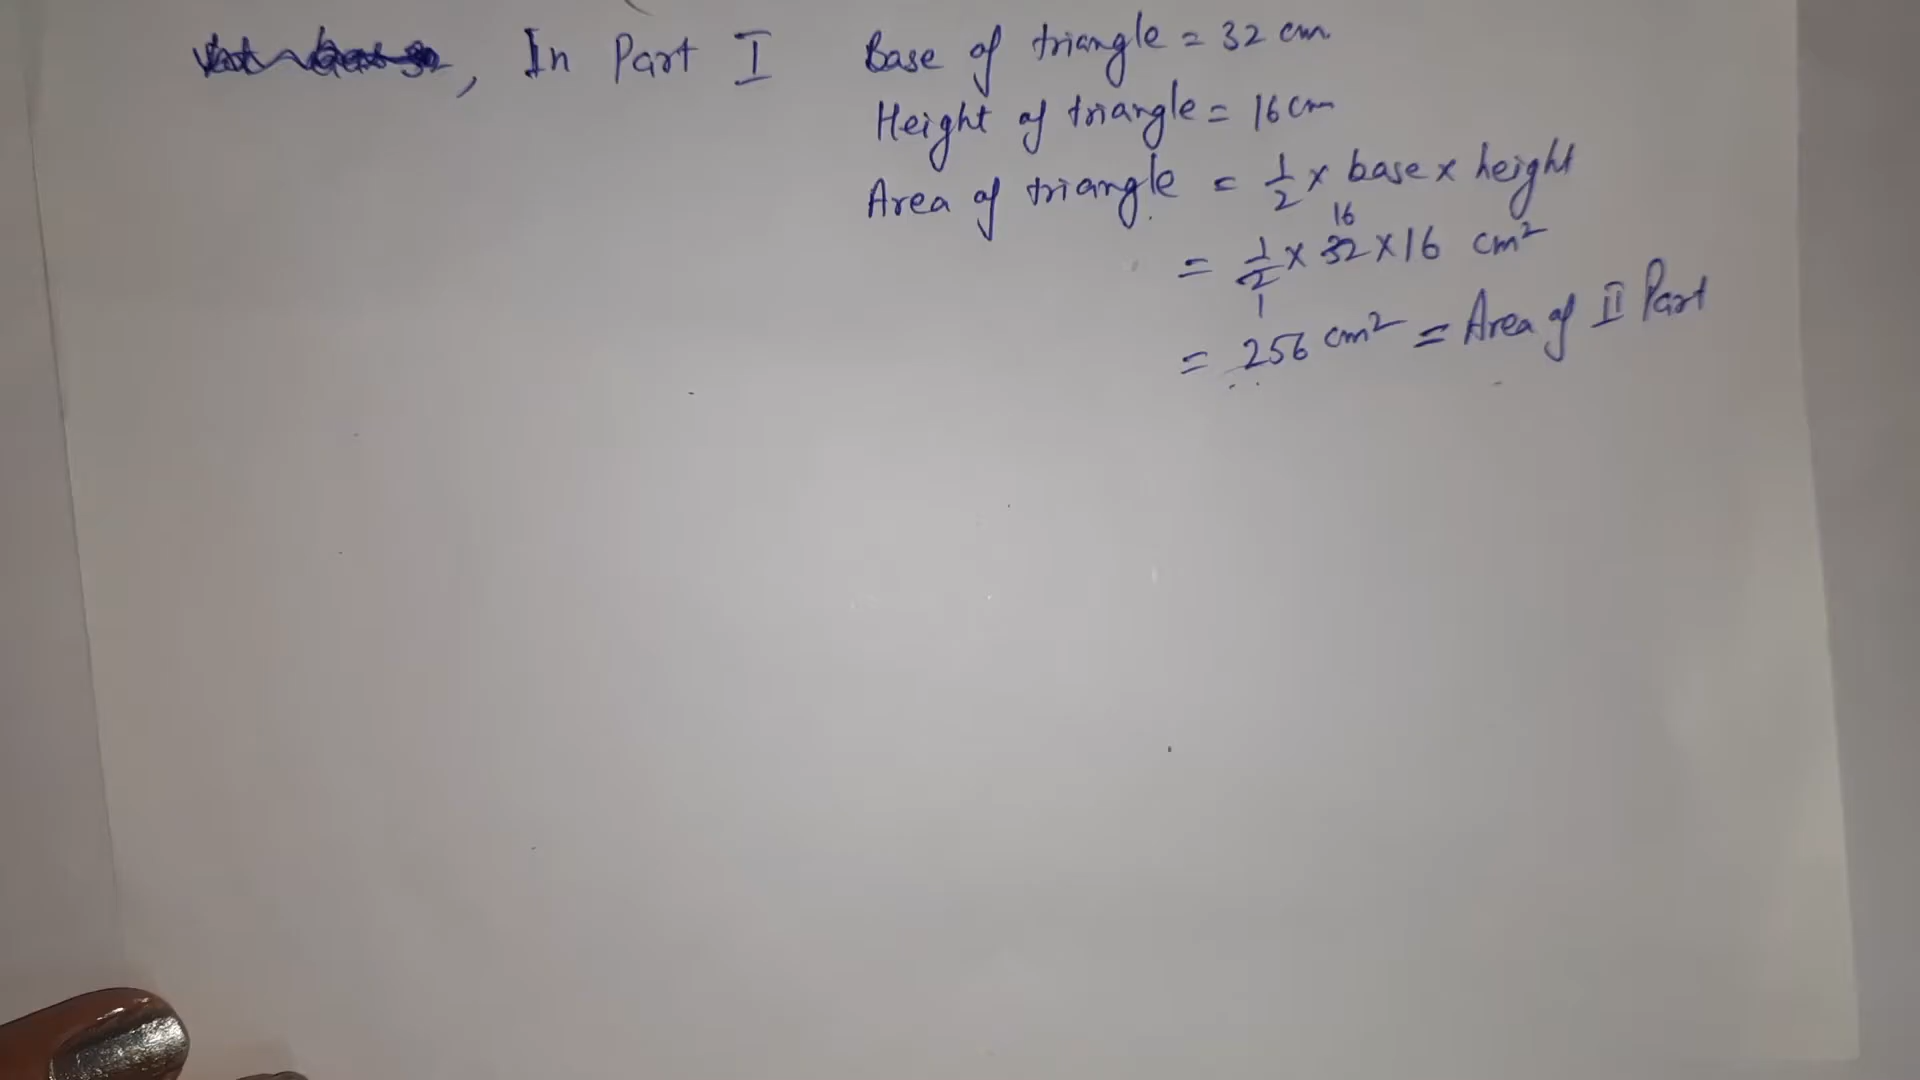 , In Part I Base of triangle = 32 cm
Height of triangle = 16 cm
Area of triangle = 1/2 x base x height
= 1/2 x 32 x 16 cm²
16
1
= 256 cm² = Area of II Part